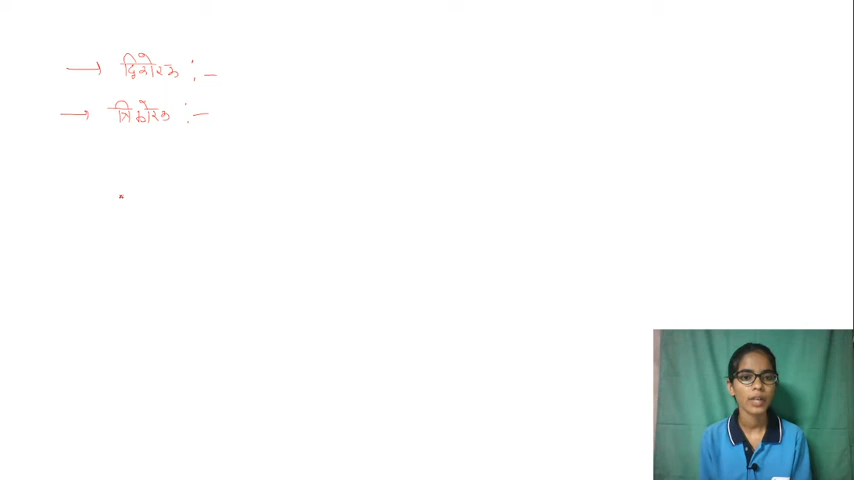 → द्विकोरक :-
→ त्रिकोरक :-